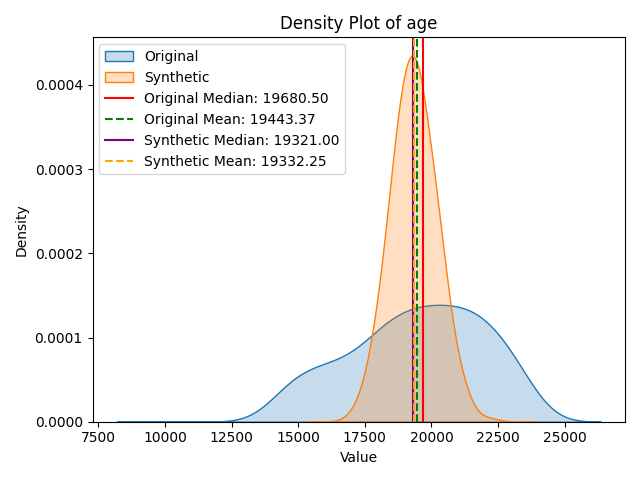 Density Plot of age
Original
Synthetic
Original Median: 19680.50
Original Mean: 19443.37
Synthetic Median: 19321.00
Synthetic Mean: 19332.25
Density
0.0004
0.0003
0.0002
0.0001
0.0000
7500 10000 12500 15000 17500 20000 22500 25000
Value